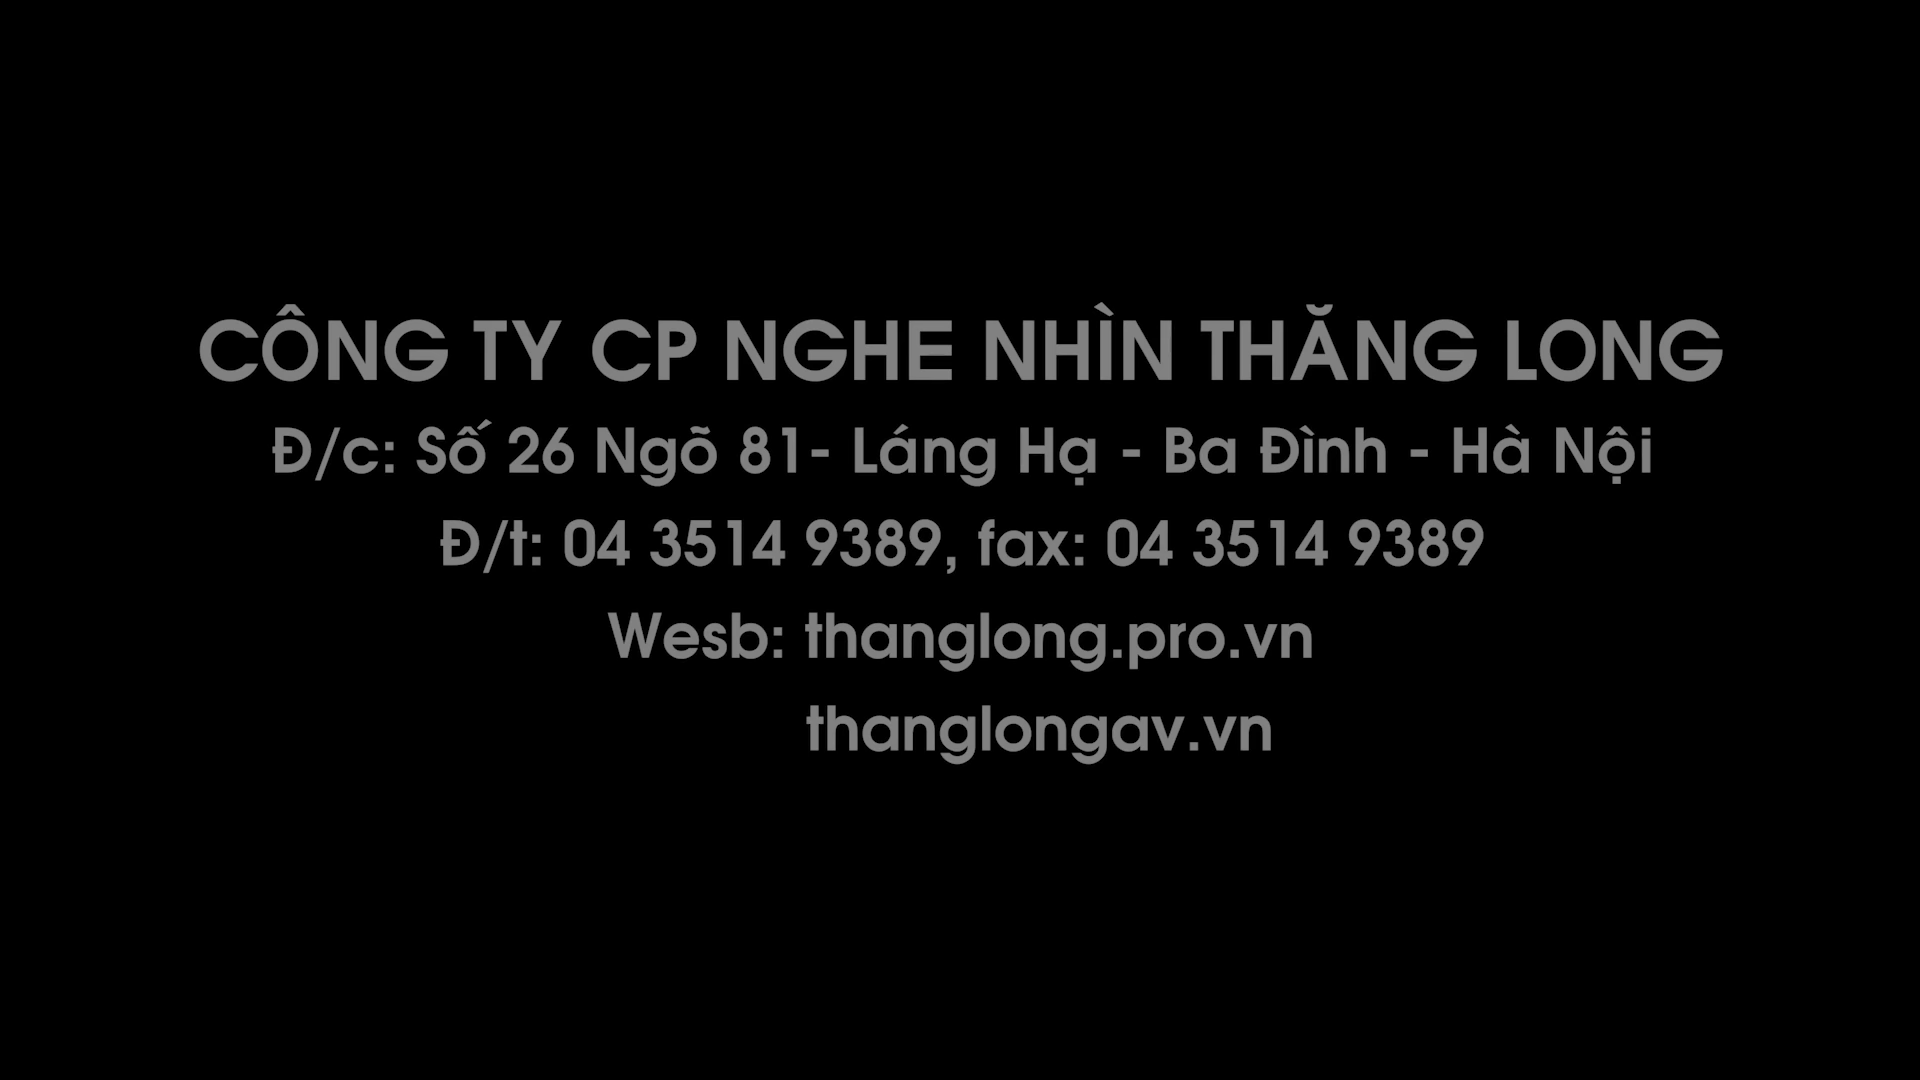 CÔNG TY CP NGHE NHÌN THĂNG LONG
Đ/c: Số 26 Ngõ 81- Láng Hạ - Ba Đình - Hà Nội
Đ/t: 04 3514 9389, fax: 04 3514 9389
Wesb: thanglong.pro.vn
thanglongav.vn